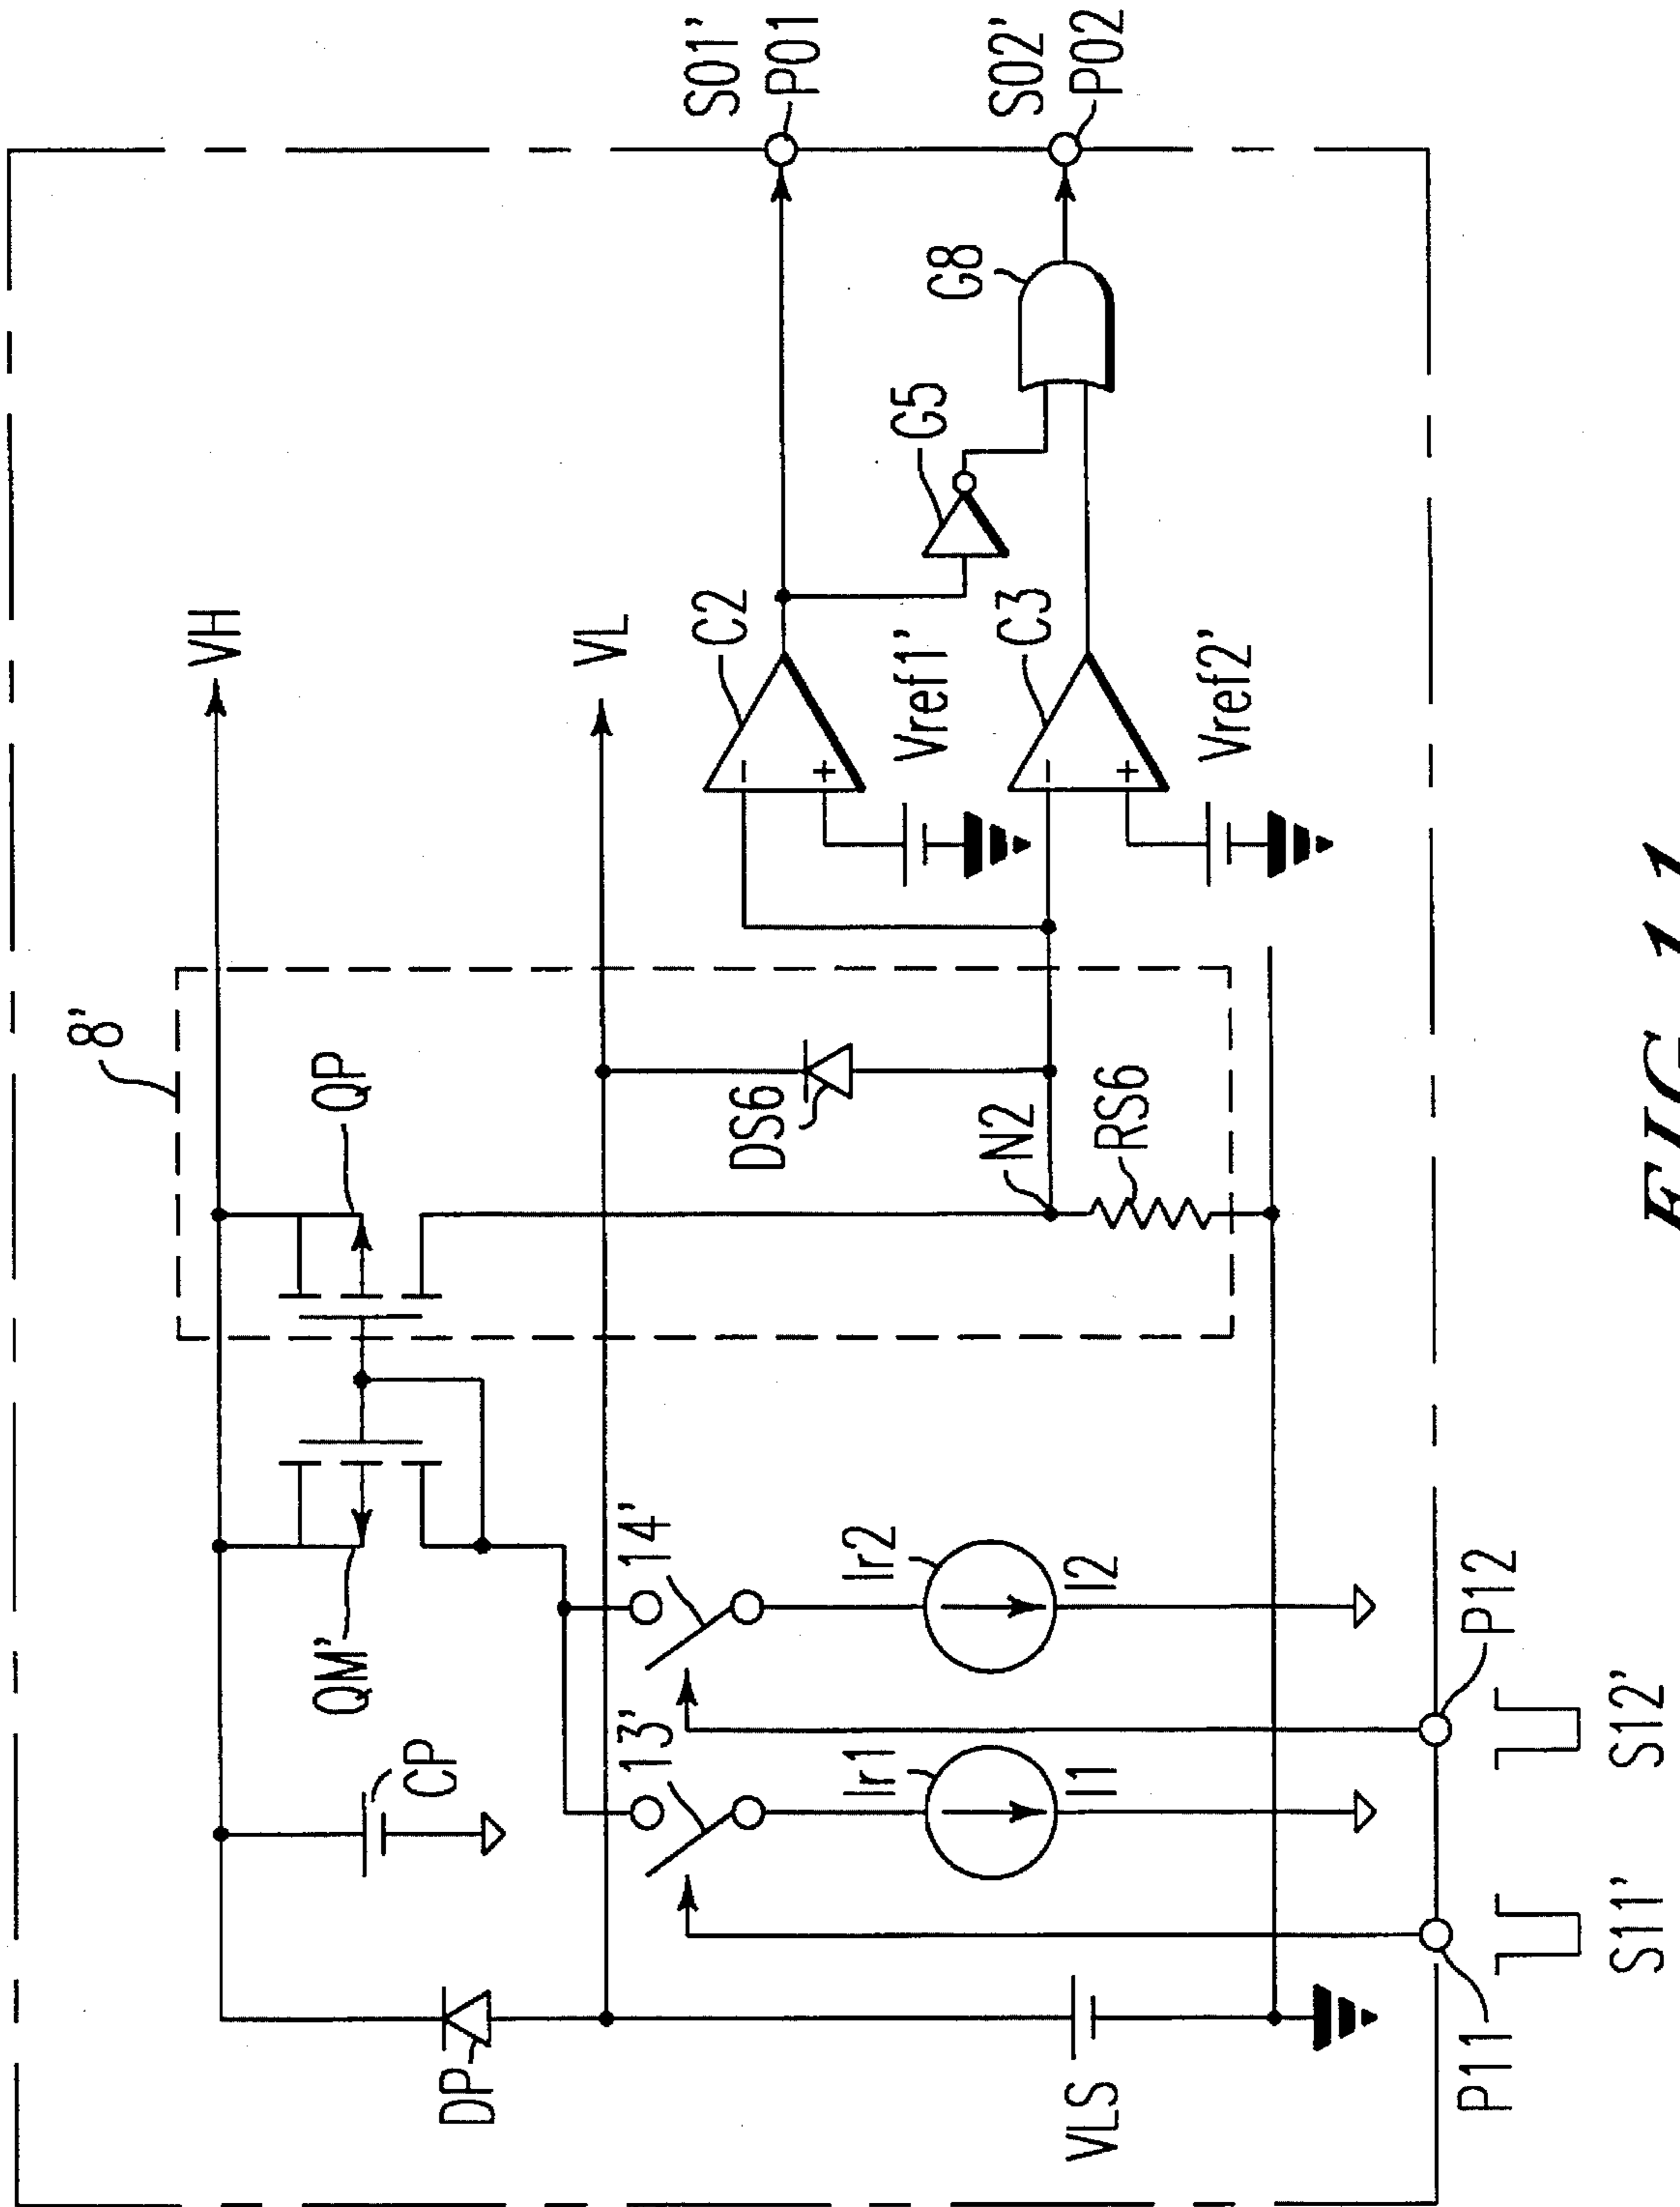 8'
VH
QM'
QP
CP
DP
VL
13'
14'
S01'
P01
C2
DS6
Ir1
Ir2
Vref1'
G5
G8
N2
C3
S02'
P02
VLS
I1
I2
RS6
Vref2'
P11
P12
S11'
S12'
FIG.11